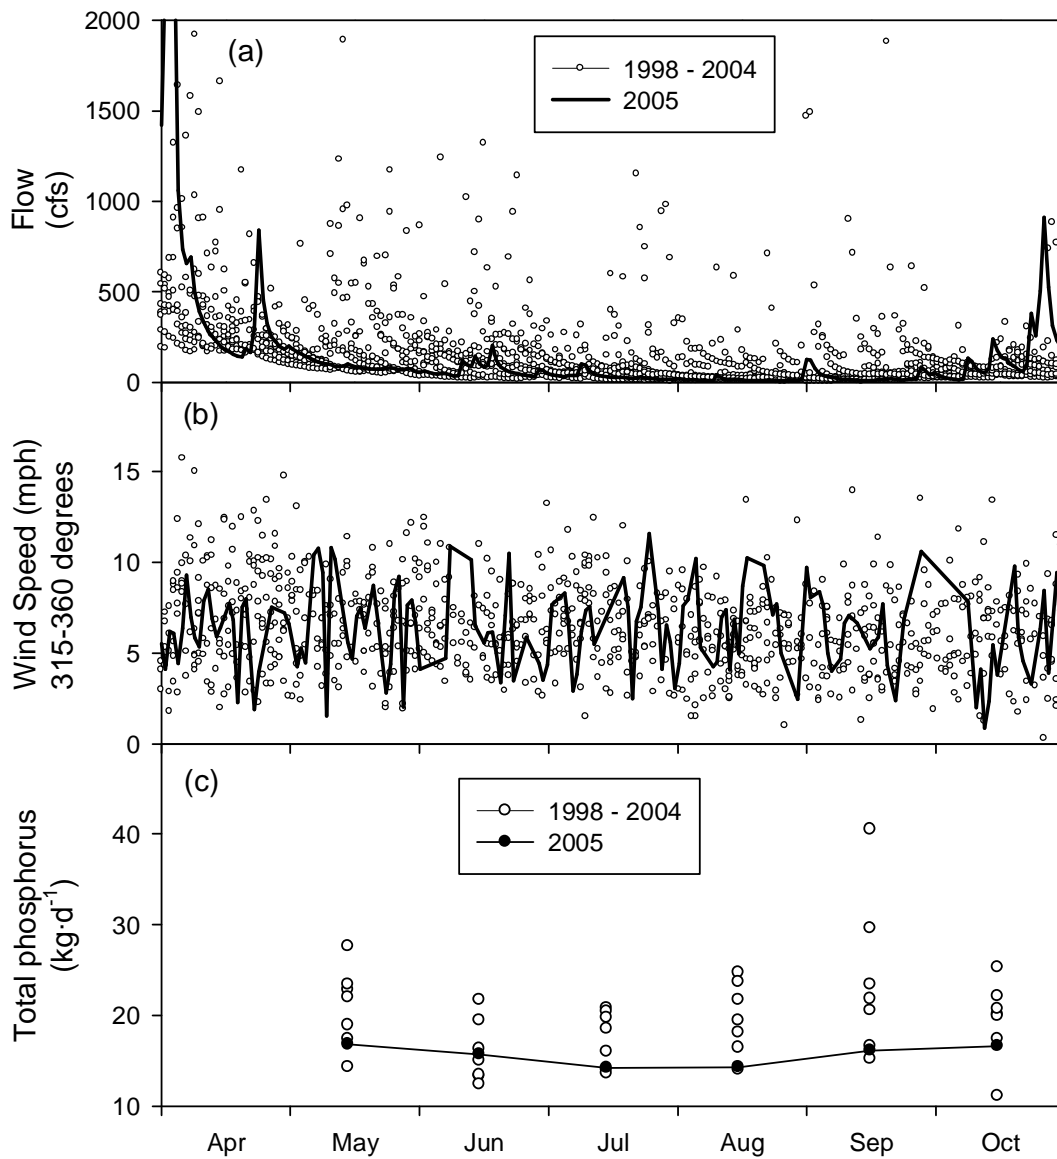 2000
1500
1000
500
0
Flow
(cfs)
(a)
1998 - 2004
2005
15
10
5
0
Wind Speed (mph)
315-360 degrees
(b)
40
30
20
10
Total phosphorus
(kg·d-1)
(c)
1998 - 2004
2005
Apr May Jun Jul Aug Sep Oct